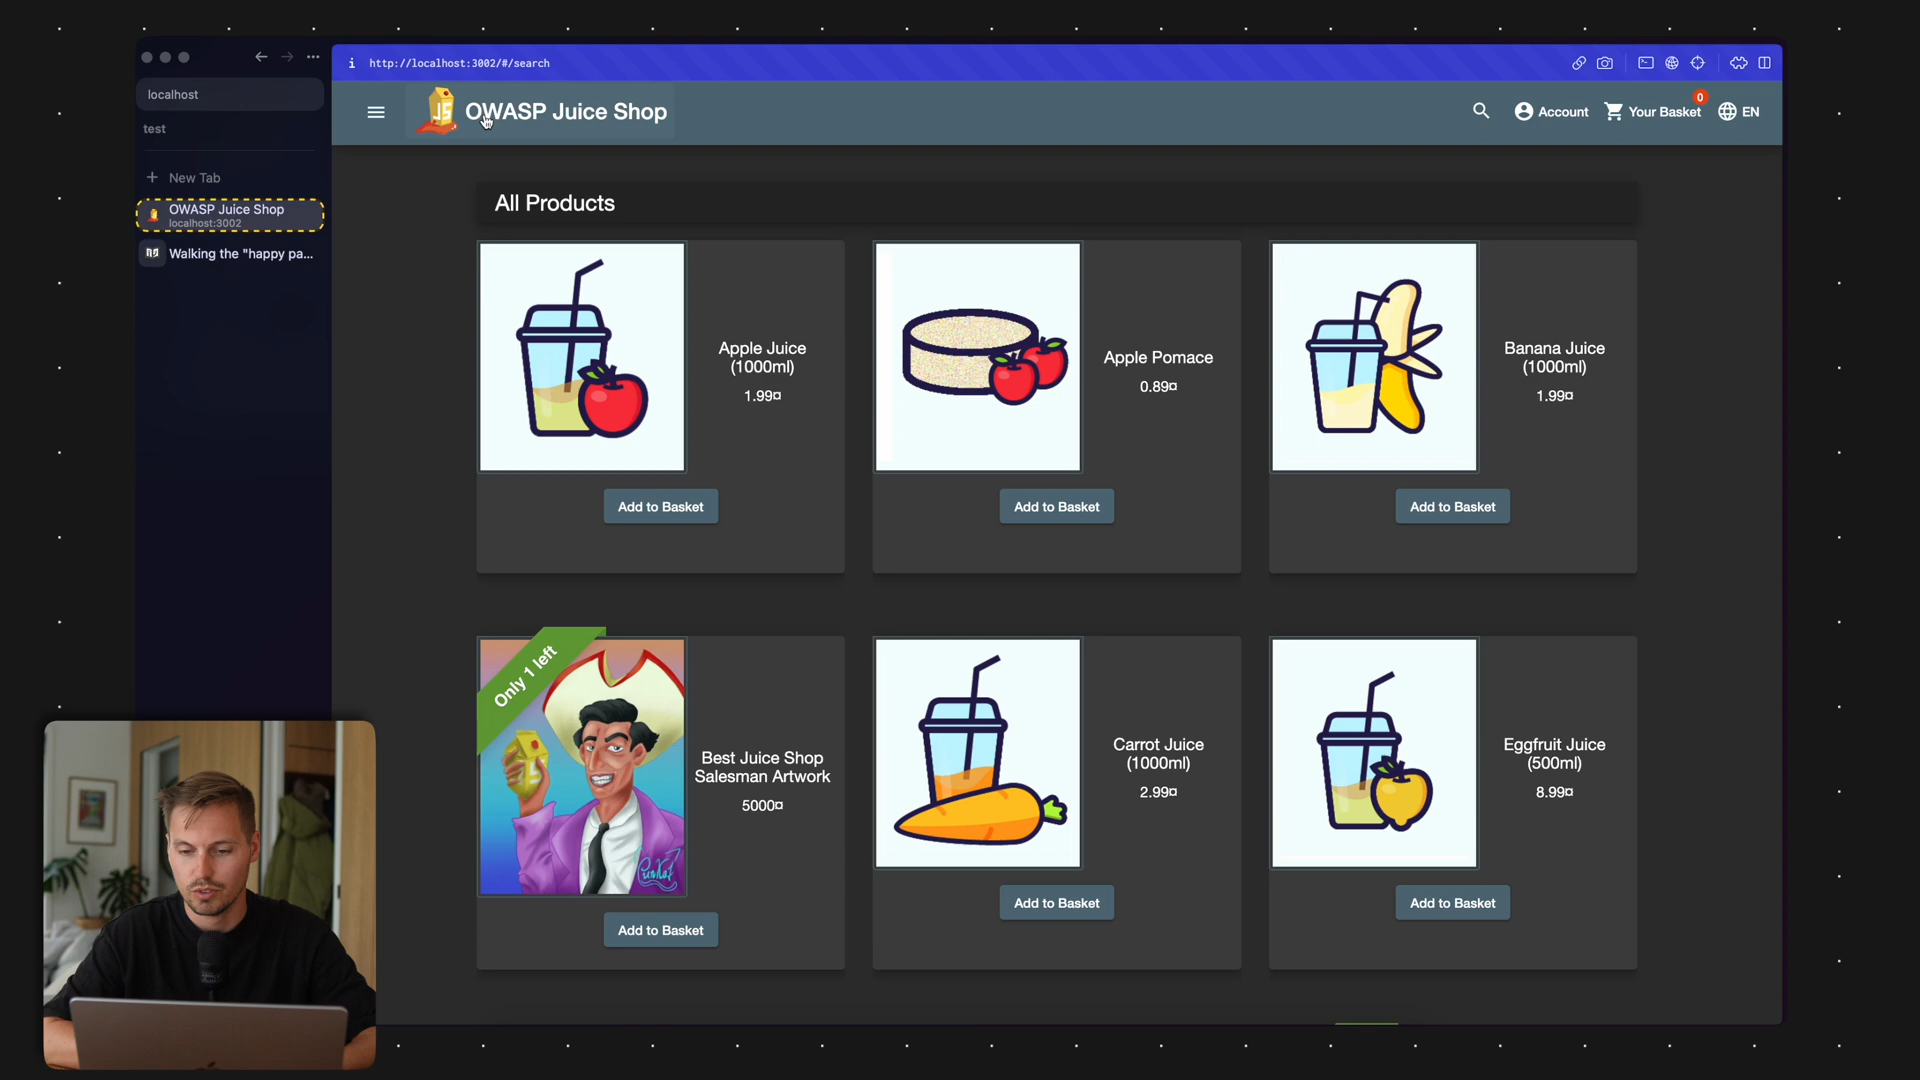 http://localhost:3002/#/search
localhost
test
New Tab
OWASP Juice Shop
localhost:3002
Walking the "happy pa...
JS
OWASP Juice Shop
Account
0
Your Basket
EN
All Products
Apple Juice
(1000ml)
1.99¤
Add to Basket
Apple Pomace
0.89¤
Add to Basket
Banana Juice
(1000ml)
1.99¤
Add to Basket
Only 1 left
Best Juice Shop
Salesman Artwork
5000¤
Add to Basket
Carrot Juice
(1000ml)
2.99¤
Add to Basket
Eggfruit Juice
(500ml)
8.99¤
Add to Basket